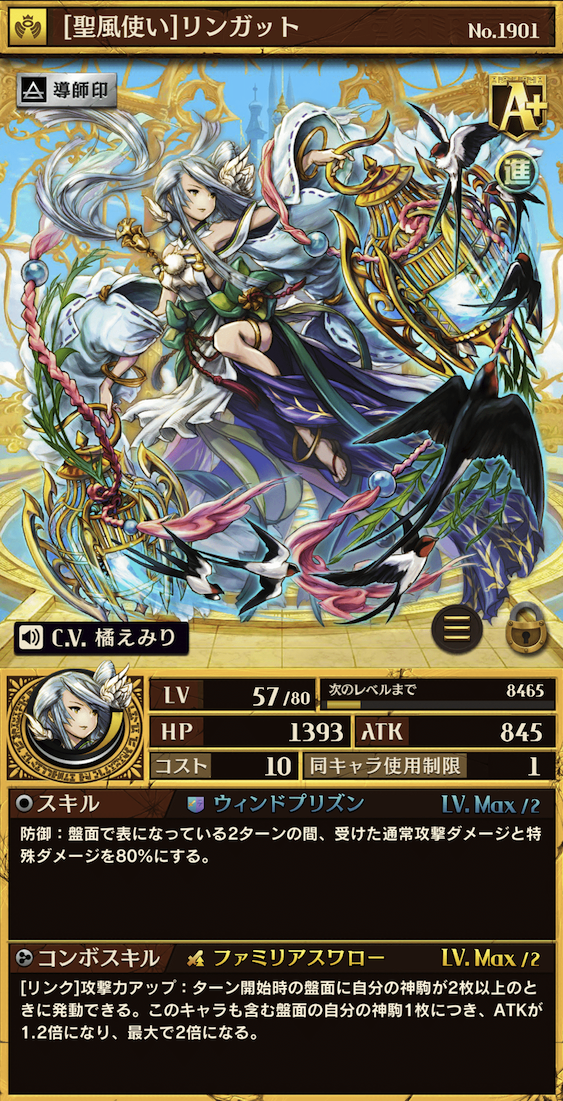 [聖風使い]リンガット
No.1901
導師印
A+
進
C.V. 橘えみり
LV 57/80 次のレベルまで 8465
HP 1393 ATK 845
コスト 10 同キャラ使用制限 1
スキル ウィンドプリズン LV. Max /2
防御：盤面で表になっている2ターンの間、受けた通常攻撃ダメージと特
殊ダメージを80%にする。
コンボスキル ファミリアスワロー LV. Max /2
[リンク]攻撃力アップ：ターン開始時の盤面に自分の神駒が2枚以上のと
きに発動できる。このキャラも含む盤面の自分の神駒1枚につき、ATKが
1.2倍になり、最大で2倍になる。